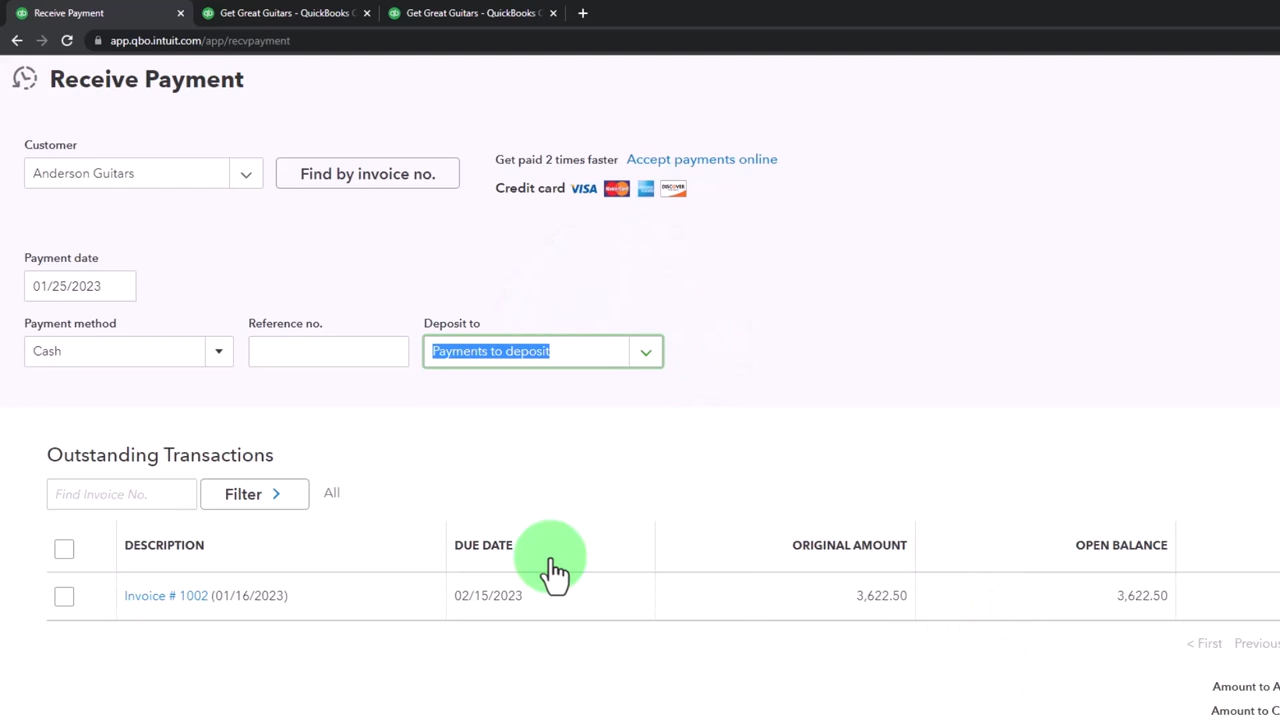 Receive Payment
Get Great Guitars - QuickBooks C
Get Great Guitars - QuickBooks C
app.qbo.intuit.com/app/recvpayment
Receive Payment
Customer
Anderson Guitars
Find by invoice no.
Get paid 2 times faster Accept payments online
Credit card VISA MasterCard DISCOVER
Payment date
01/25/2023
Payment method
Reference no.
Deposit to
Cash
Payments to deposit
Outstanding Transactions
Find Invoice No.
Filter
All
DESCRIPTION DUE DATE ORIGINAL AMOUNT OPEN BALANCE
Invoice # 1002 (01/16/2023) 02/15/2023 3,622.50 3,622.50
< First Previous
Amount to A
Amount to C